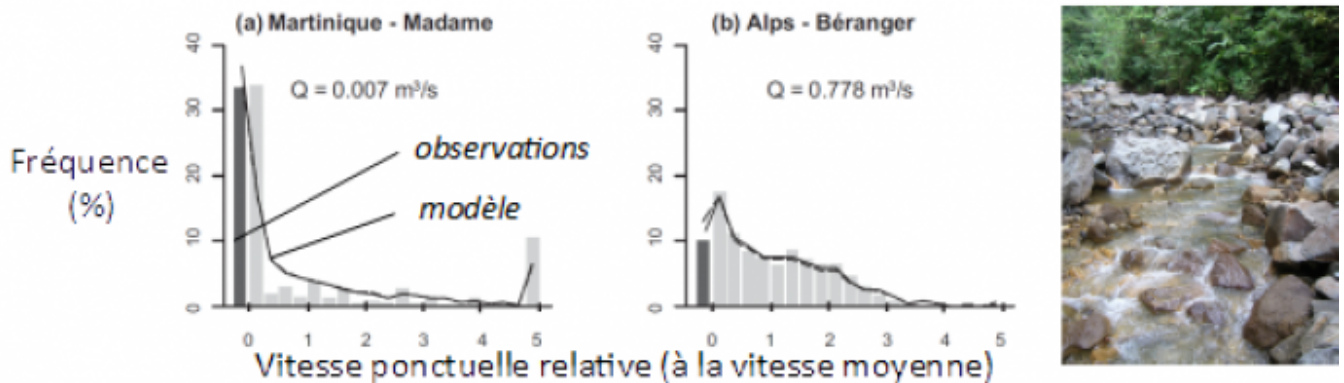 (a) Martinique - Madame
(b) Alps - Béranger
40
30
20
10
0
Q = 0.007 m³/s
observations
modèle
Fréquence
(%)
0 1 2 3 4 5
40
30
20
10
0
Q = 0.778 m³/s
0 1 2 3 4 5
Vitesse ponctuelle relative (à la vitesse moyenne)